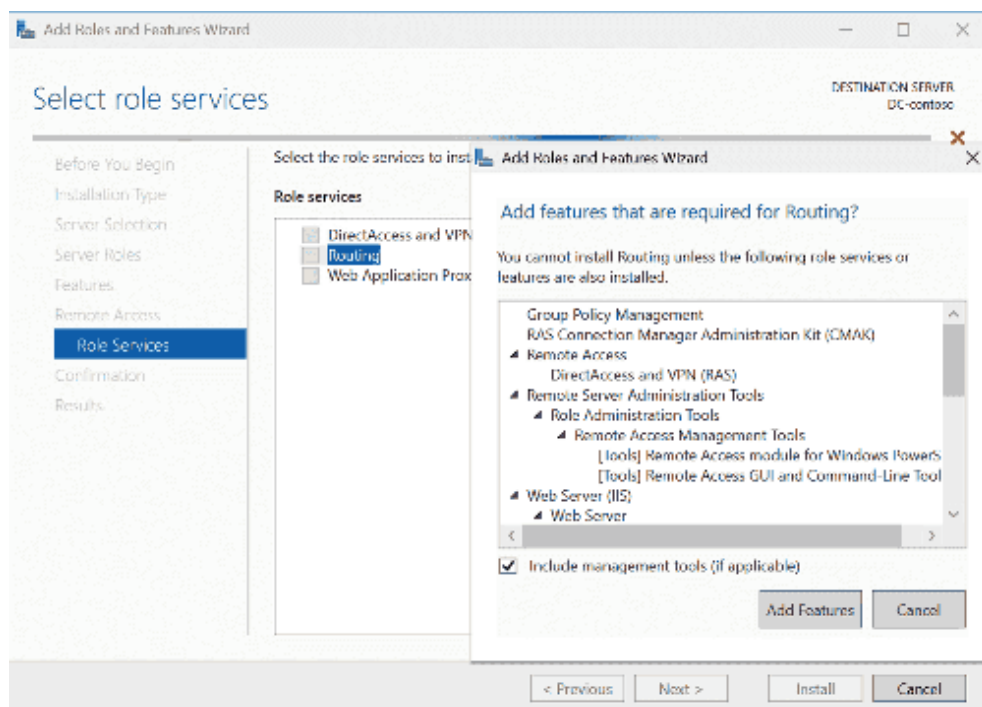 Add Roles and Features Wizard
Select role services
DESTINATION SERVER
DC-contoso
Before You Begin
Installation Type
Server Selection
Server Roles
Features
Remote Access
Role Services
Confirmation
Results
Select the role services to inst
Role services
DirectAccess and VPN
Routing
Web Application Prox
Add Roles and Features Wizard
Add features that are required for Routing?
You cannot install Routing unless the following role services or
features are also installed.
Group Policy Management
RAS Connection Manager Administration Kit (CMAK)
Remote Access
DirectAccess and VPN (RAS)
Remote Server Administration Tools
Role Administration Tools
Remote Access Management Tools
[Tools] Remote Access module for Windows PowerS
[Tools] Remote Access GUI and Command-Line Tool
Web Server (IIS)
Web Server
Include management tools (if applicable)
Add Features
Cancel
< Previous
Next >
Install
Cancel